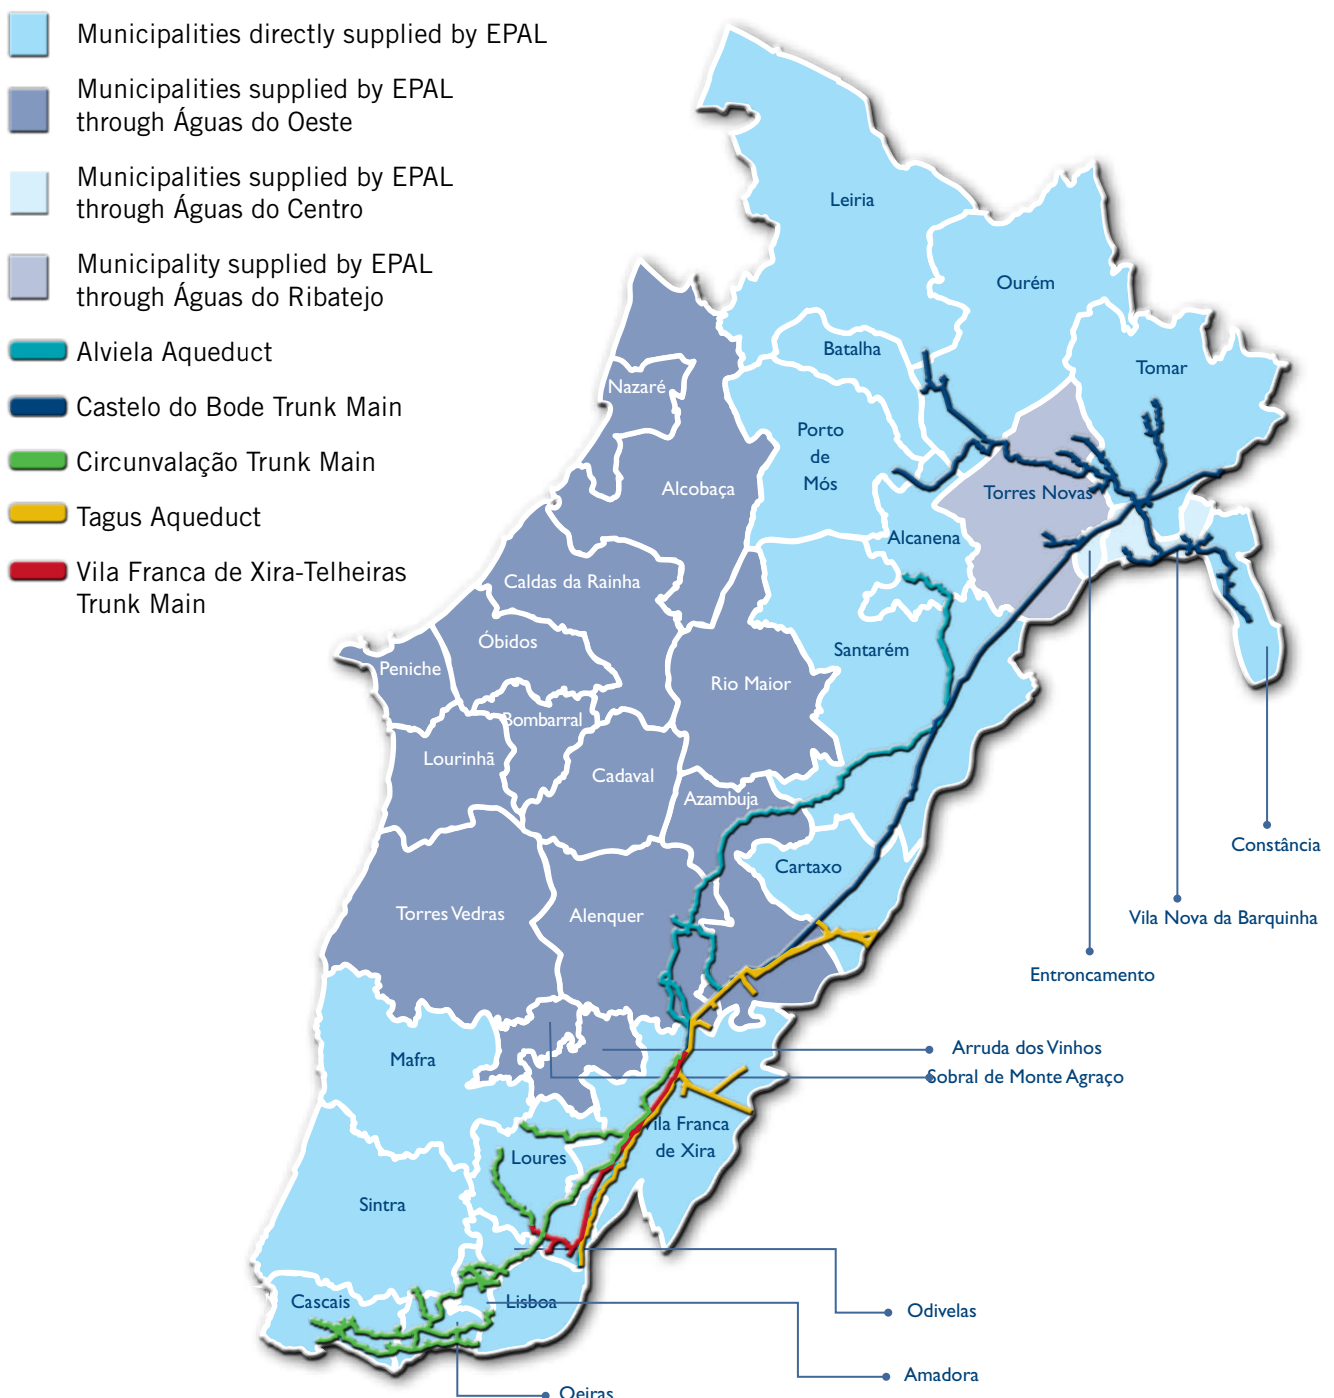 Municipalities directly supplied by EPAL
Municipalities supplied by EPAL
through Águas do Oeste
Municipalities supplied by EPAL
through Águas do Centro
Municipality supplied by EPAL
through Águas do Ribatejo
Alviela Aqueduct
Castelo do Bode Trunk Main
Circunvalação Trunk Main
Tagus Aqueduct
Vila Franca de Xira-Telheiras
Trunk Main
Leiria
Ourém
Batalha
Tomar
Nazaré
Porto
de
Mós
Alcobaça
Torres Novas
Alcanena
Caldas da Rainha
Óbidos
Santarém
Peniche
Rio Maior
Bombarral
Lourinhã
Cadaval
Azambuja
Constância
Cartaxo
Torres Vedras
Alenquer
Vila Nova da Barquinha
Entroncamento
Arruda dos Vinhos
Mafra
Sobral de Monte Agraço
Vila Franca
de Xira
Loures
Sintra
Cascais
Lisboa
Odivelas
Amadora
Oeiras